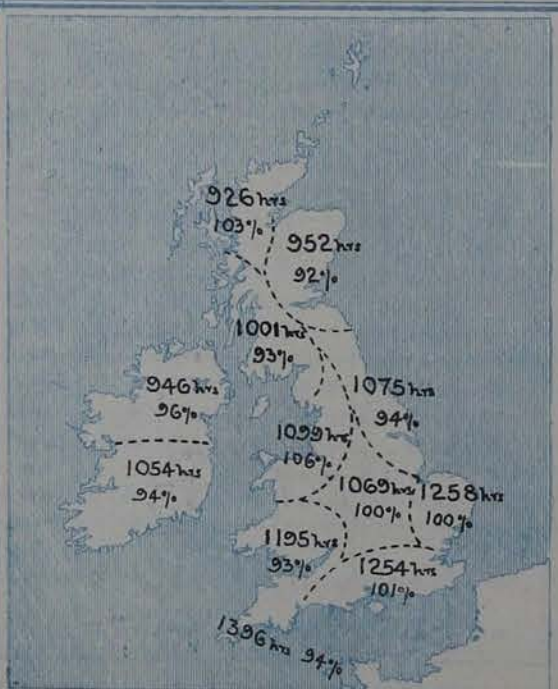 926 hrs
103%
952 hrs
92%
1001 hrs
93%
946 hrs
96%
1075 hrs
94%
1099 hrs
106%
1054 hrs
94%
1069 hrs
100%
1258 hrs
100%
1195 hrs
93%
1254 hrs
101%
1396 hrs 94%